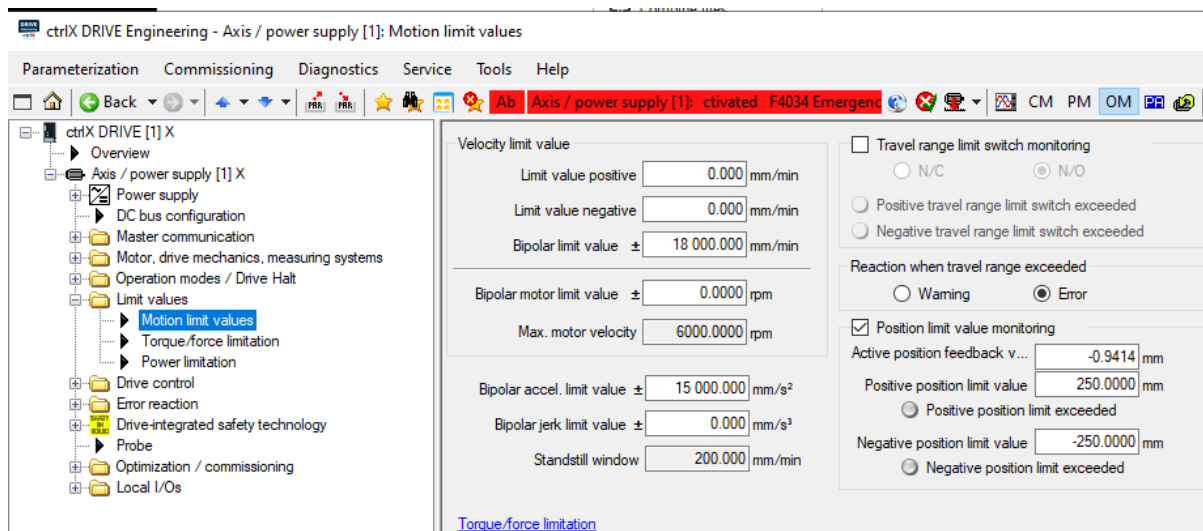 ctrlX DRIVE Engineering - Axis / power supply [1]: Motion limit values
Parameterization Commissioning Diagnostics Service Tools Help
Back PAR PAR Ab Axis / power supply [1]: ctivated F4034 Emergenc CM PM OM
ctrlX DRIVE [1] X
Overview
Axis / power supply [1] X
Power supply
DC bus configuration
Master communication
Motor, drive mechanics, measuring systems
Operation modes / Drive Halt
Limit values
Motion limit values
Torque/force limitation
Power limitation
Drive control
Error reaction
Drive-integrated safety technology
Probe
Optimization / commissioning
Local I/Os
Velocity limit value
Limit value positive 0.000 mm/min
Limit value negative 0.000 mm/min
Bipolar limit value ± 18 000.000 mm/min
Bipolar motor limit value ± 0.0000 rpm
Max. motor velocity 6000.0000 rpm
Bipolar accel. limit value ± 15 000.000 mm/s²
Bipolar jerk limit value ± 0.000 mm/s³
Standstill window 200.000 mm/min
Torque/force limitation
Travel range limit switch monitoring
N/C N/O
Positive travel range limit switch exceeded
Negative travel range limit switch exceeded
Reaction when travel range exceeded
Warning Error
Position limit value monitoring
Active position feedback v... -0.9414 mm
Positive position limit value 250.0000 mm
Positive position limit exceeded
Negative position limit value -250.0000 mm
Negative position limit exceeded